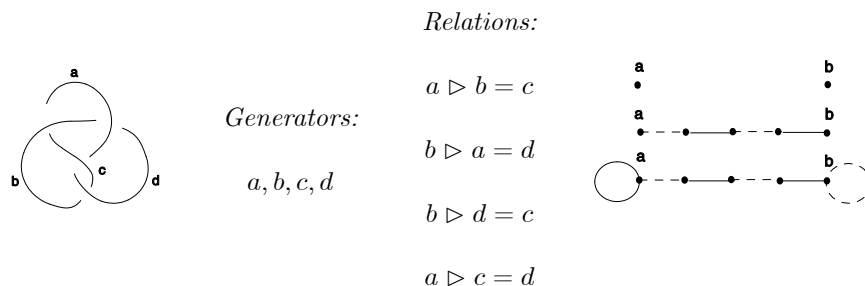 a
b
c
d
Generators:
a, b, c, d
Relations:
a ▷ b = c
b ▷ a = d
b ▷ d = c
a ▷ c = d
a b
a b
a b